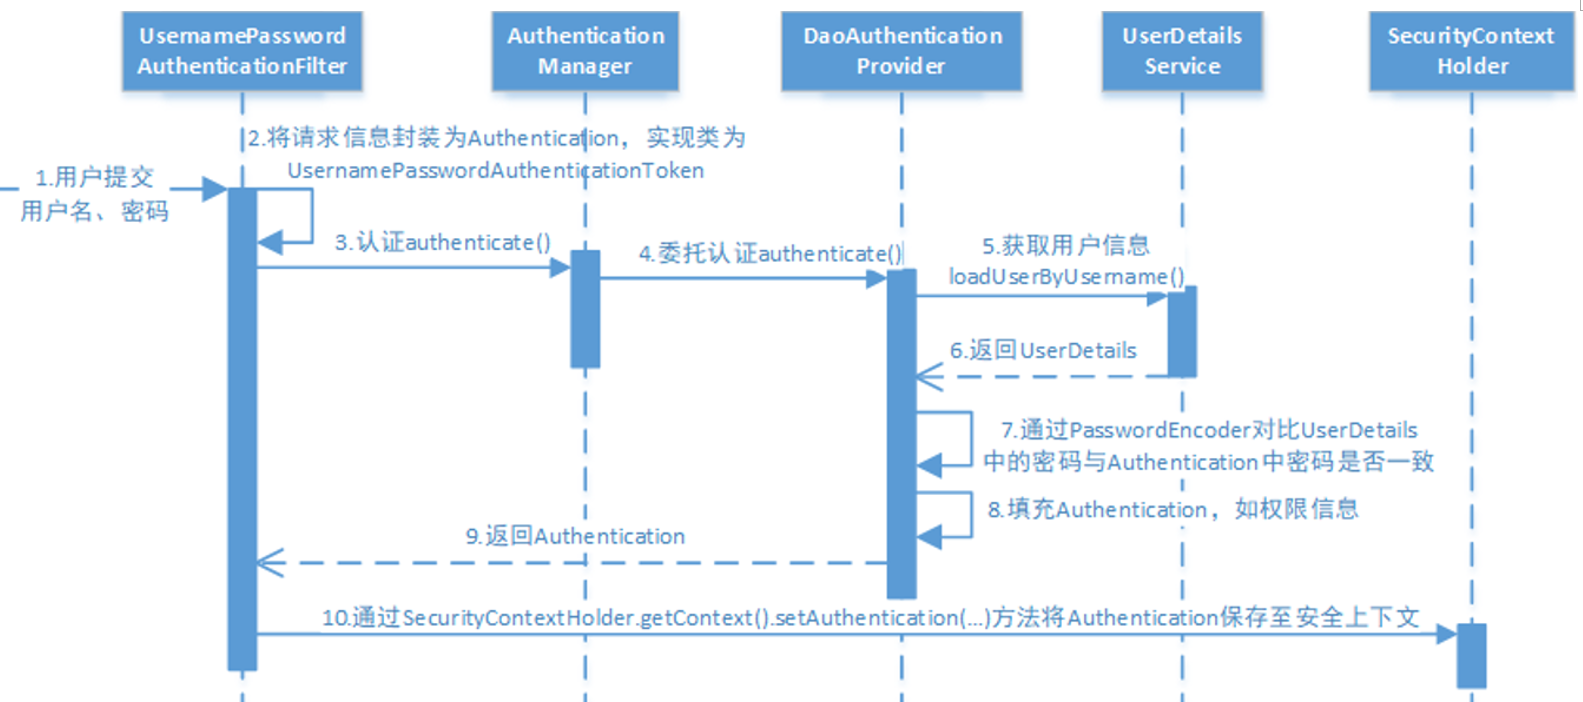 UsernamePassword
AuthenticationFilter
Authentication
Manager
DaoAuthentication
Provider
UserDetails
Service
SecurityContext
Holder
2.将请求信息封装为Authentication，实现类为
UsernamePasswordAuthenticationToken
1.用户提交
用户名、密码
3.认证authenticate()
4.委托认证authenticate()
5.获取用户信息
loadUserByUsername()
6.返回UserDetails
7.通过PasswordEncoder对比UserDetails
中的密码与Authentication中密码是否一致
8.填充Authentication，如权限信息
9.返回Authentication
10.通过SecurityContextHolder.getContext().setAuthentication(...)方法将Authentication保存至安全上下文